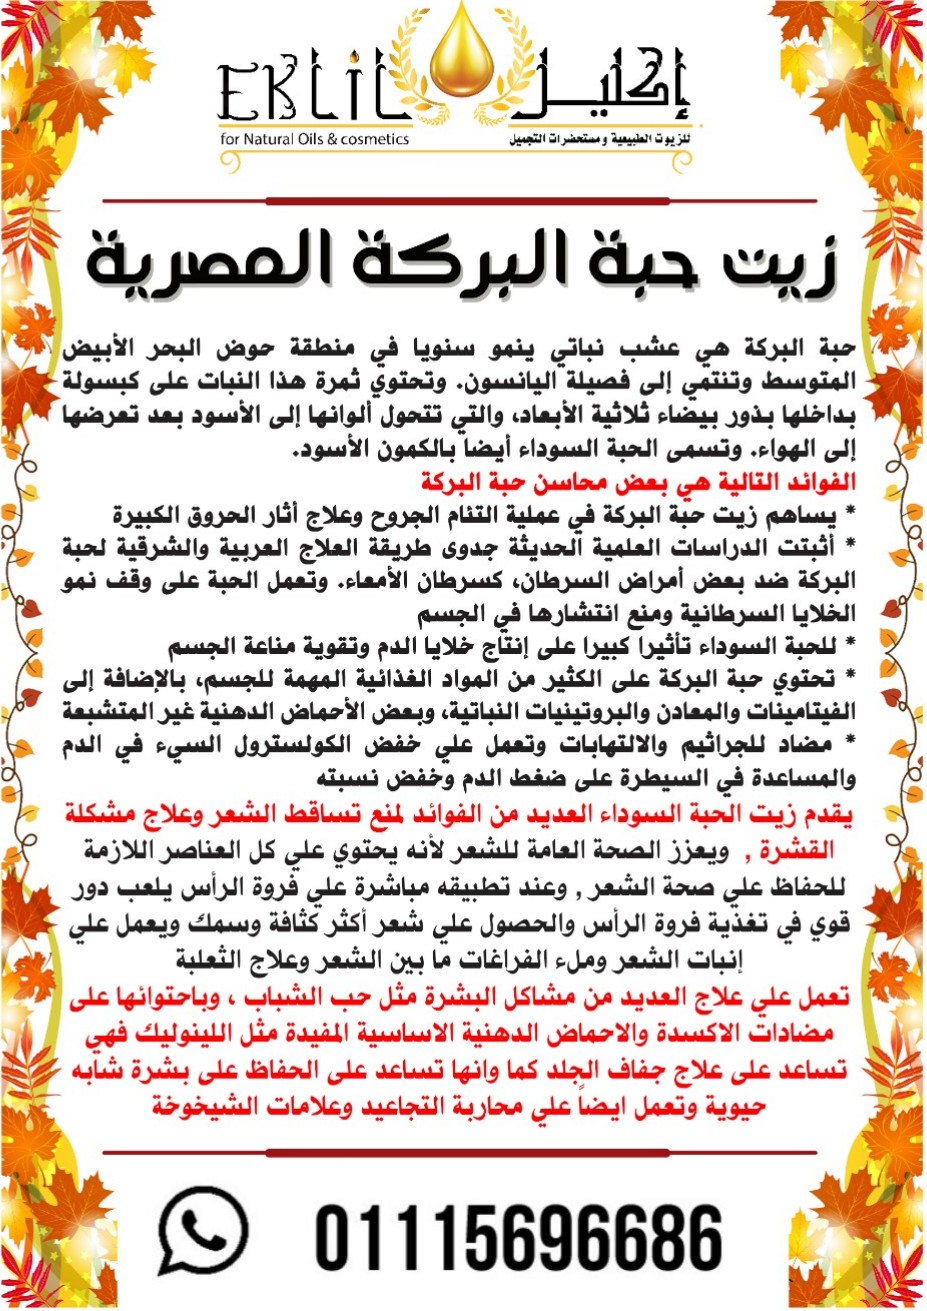 EKLIL إكليل
for Natural Oils & cosmetics للزيوت الطبيعية ومستحضرات التجميل
زيت حبة البركة المصرية
حبة البركة هي عشب نباتي ينمو سنويا في منطقة حوض البحر الأبيض
المتوسط وتنتمي إلى فصيلة اليانسون. وتحتوي ثمرة هذا النبات على كبسولة
بداخلها بذور بيضاء ثلاثية الأبعاد، والتي تتحول ألوانها إلى الأسود بعد تعرضها
إلى الهواء. وتسمى الحبة السوداء أيضا بالكمون الأسود.
الفوائد التالية هي بعض محاسن حبة البركة
* يساهم زيت حبة البركة في عملية التئام الجروح وعلاج أثار الحروق الكبيرة
* أثبتت الدراسات العلمية الحديثة جدوى طريقة العلاج العربية والشرقية لحبة
البركة ضد بعض أمراض السرطان، كسرطان الأمعاء. وتعمل الحبة على وقف نمو
الخلايا السرطانية ومنع انتشارها في الجسم
* للحبة السوداء تأثيرا كبيرا على إنتاج خلايا الدم وتقوية مناعة الجسم
* تحتوي حبة البركة على الكثير من المواد الغذائية المهمة للجسم، بالإضافة إلى
الفيتامينات والمعادن والبروتينيات النباتية، وبعض الأحماض الدهنية غير المتشبعة
* مضاد للجراثيم والالتهابات وتعمل علي خفض الكولسترول السيء في الدم
والمساعدة في السيطرة على ضغط الدم وخفض نسبته
يقدم زيت الحبة السوداء العديد من الفوائد لمنع تساقط الشعر وعلاج مشكلة
القشرة , ويعزز الصحة العامة للشعر لأنه يحتوي علي كل العناصر اللازمة
للحفاظ علي صحة الشعر , وعند تطبيقه مباشرة علي فروة الرأس يلعب دور
قوي في تغذية فروة الرأس والحصول علي شعر أكثر كثافة وسمك ويعمل علي
إنبات الشعر وملء الفراغات ما بين الشعر وعلاج الثعلبة
تعمل علي علاج العديد من مشاكل البشرة مثل حب الشباب ، وباحتوائها على
مضادات الاكسدة والاحماض الدهنية الاساسية المفيدة مثل اللينوليك فهي
تساعد على علاج جفاف الجلد كما وانها تساعد على الحفاظ على بشرة شابه
حيوية وتعمل ايضاً علي محاربة التجاعيد وعلامات الشيخوخة
01115696686